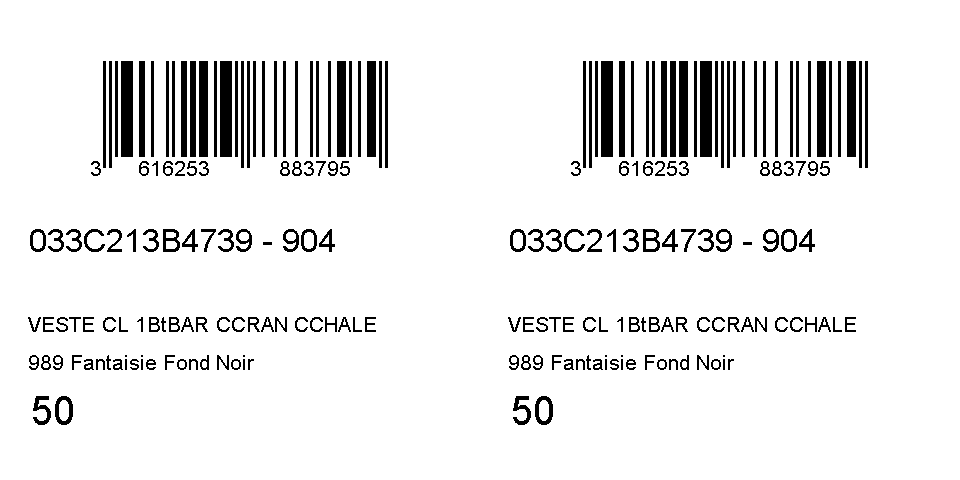 3 616253 883795
033C213B4739 - 904
VESTE CL 1BtBAR CCRAN CCHALE
989 Fantaisie Fond Noir
50
3 616253 883795
033C213B4739 - 904
VESTE CL 1BtBAR CCRAN CCHALE
989 Fantaisie Fond Noir
50